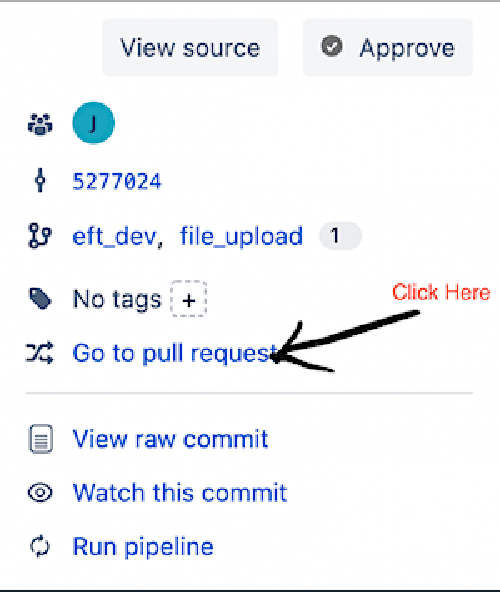 View source
Approve
J
5277024
eft_dev, file_upload 1
No tags +
Click Here
Go to pull request
View raw commit
Watch this commit
Run pipeline